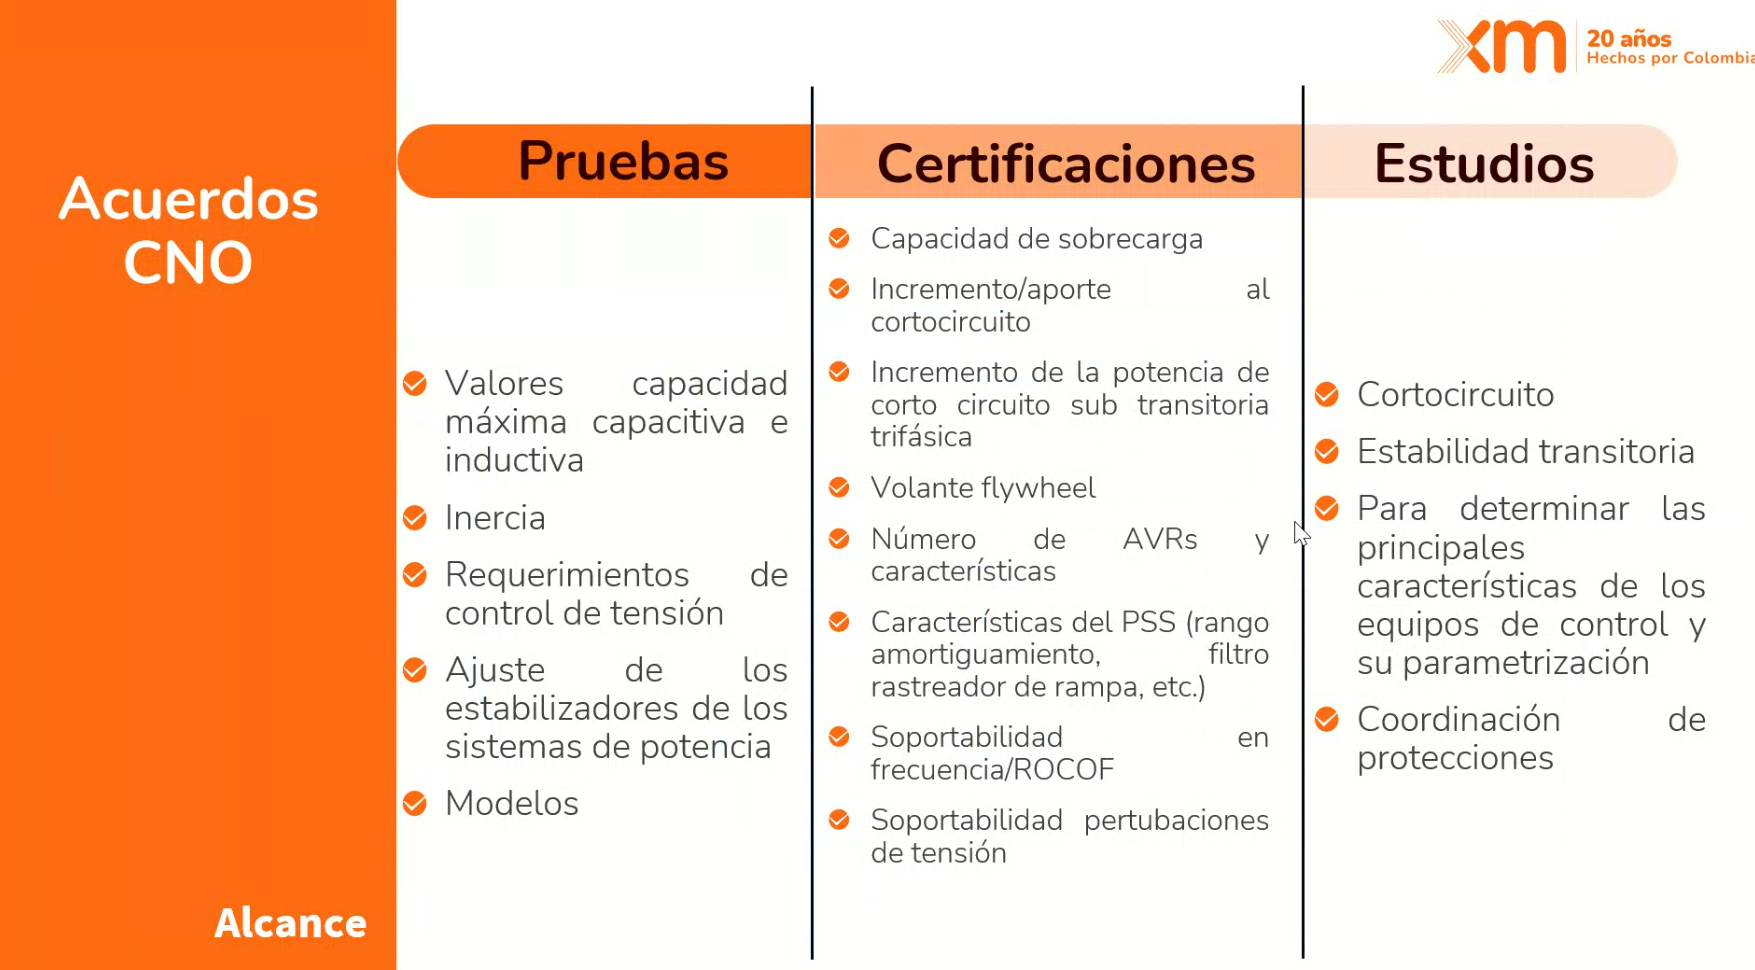 xm
20 años
Hechos por Colombia
Acuerdos
CNO
Alcance
Pruebas
Valores capacidad
máxima capacitiva e
inductiva
Inercia
Requerimientos de
control de tensión
Ajuste de los
estabilizadores de los
sistemas de potencia
Modelos
Certificaciones
Capacidad de sobrecarga
Incremento/aporte al
cortocircuito
Incremento de la potencia de
corto circuito sub transitoria
trifásica
Volante flywheel
Número de AVRs y
características
Características del PSS (rango
amortiguamiento, filtro
rastreador de rampa, etc.)
Soportabilidad en
frecuencia/ROCOF
Soportabilidad pertubaciones
de tensión
Estudios
Cortocircuito
Estabilidad transitoria
Para determinar las
principales
características de los
equipos de control y
su parametrización
Coordinación de
protecciones